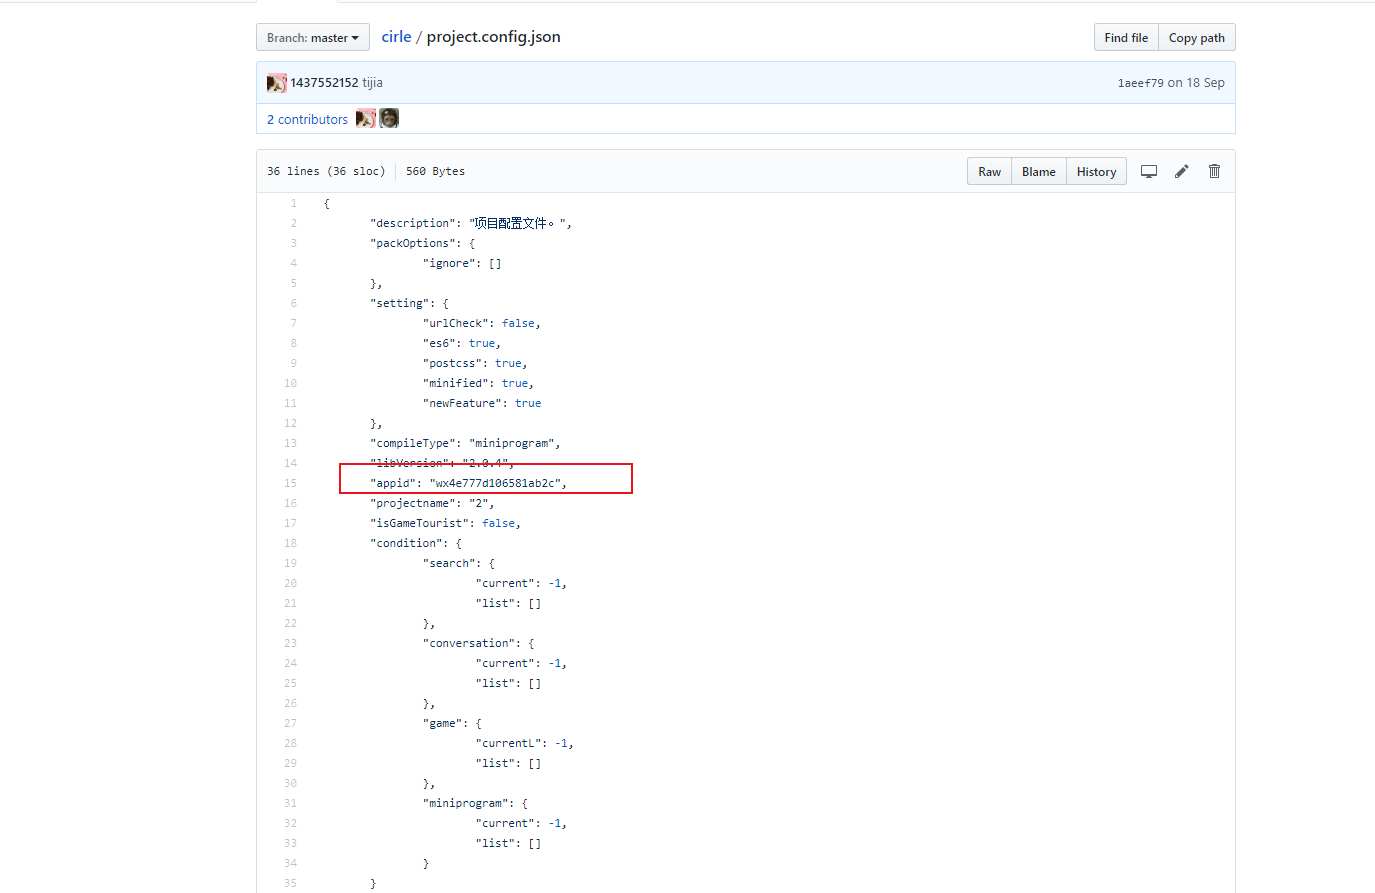 Branch: master
cirle / project.config.json
Find file
Copy path
1437552152 tijia
1aeef79 on 18 Sep
2 contributors
36 lines (36 sloc)
560 Bytes
Raw
Blame
History
1 {
2 "description": "项目配置文件。",
3 "packOptions": {
4 "ignore": []
5 },
6 "setting": {
7 "urlCheck": false,
8 "es6": true,
9 "postcss": true,
10 "minified": true,
11 "newFeature": true
12 },
13 "compileType": "miniprogram",
14 "libVersion": "2.0.4",
15 "appid": "wx4e777d106581ab2c",
16 "projectname": "2",
17 "isGameTourist": false,
18 "condition": {
19 "search": {
20 "current": -1,
21 "list": []
22 },
23 "conversation": {
24 "current": -1,
25 "list": []
26 },
27 "game": {
28 "currentL": -1,
29 "list": []
30 },
31 "miniprogram": {
32 "current": -1,
33 "list": []
34 }
35 }